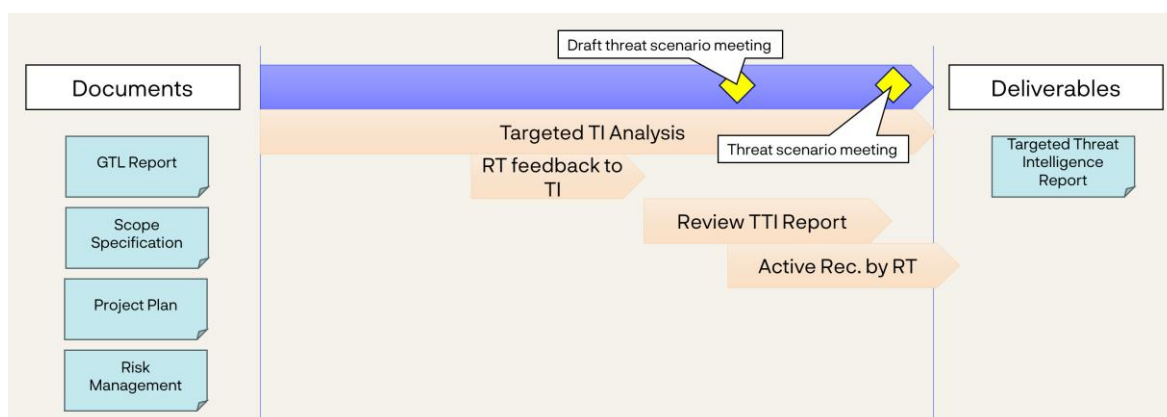 Draft threat scenario meeting
Documents
Deliverables
Targeted TI Analysis
Threat scenario meeting
GTL Report
RT feedback to
TI
Targeted Threat
Intelligence
Report
Scope
Specification
Review TTI Report
Active Rec. by RT
Project Plan
Risk
Management